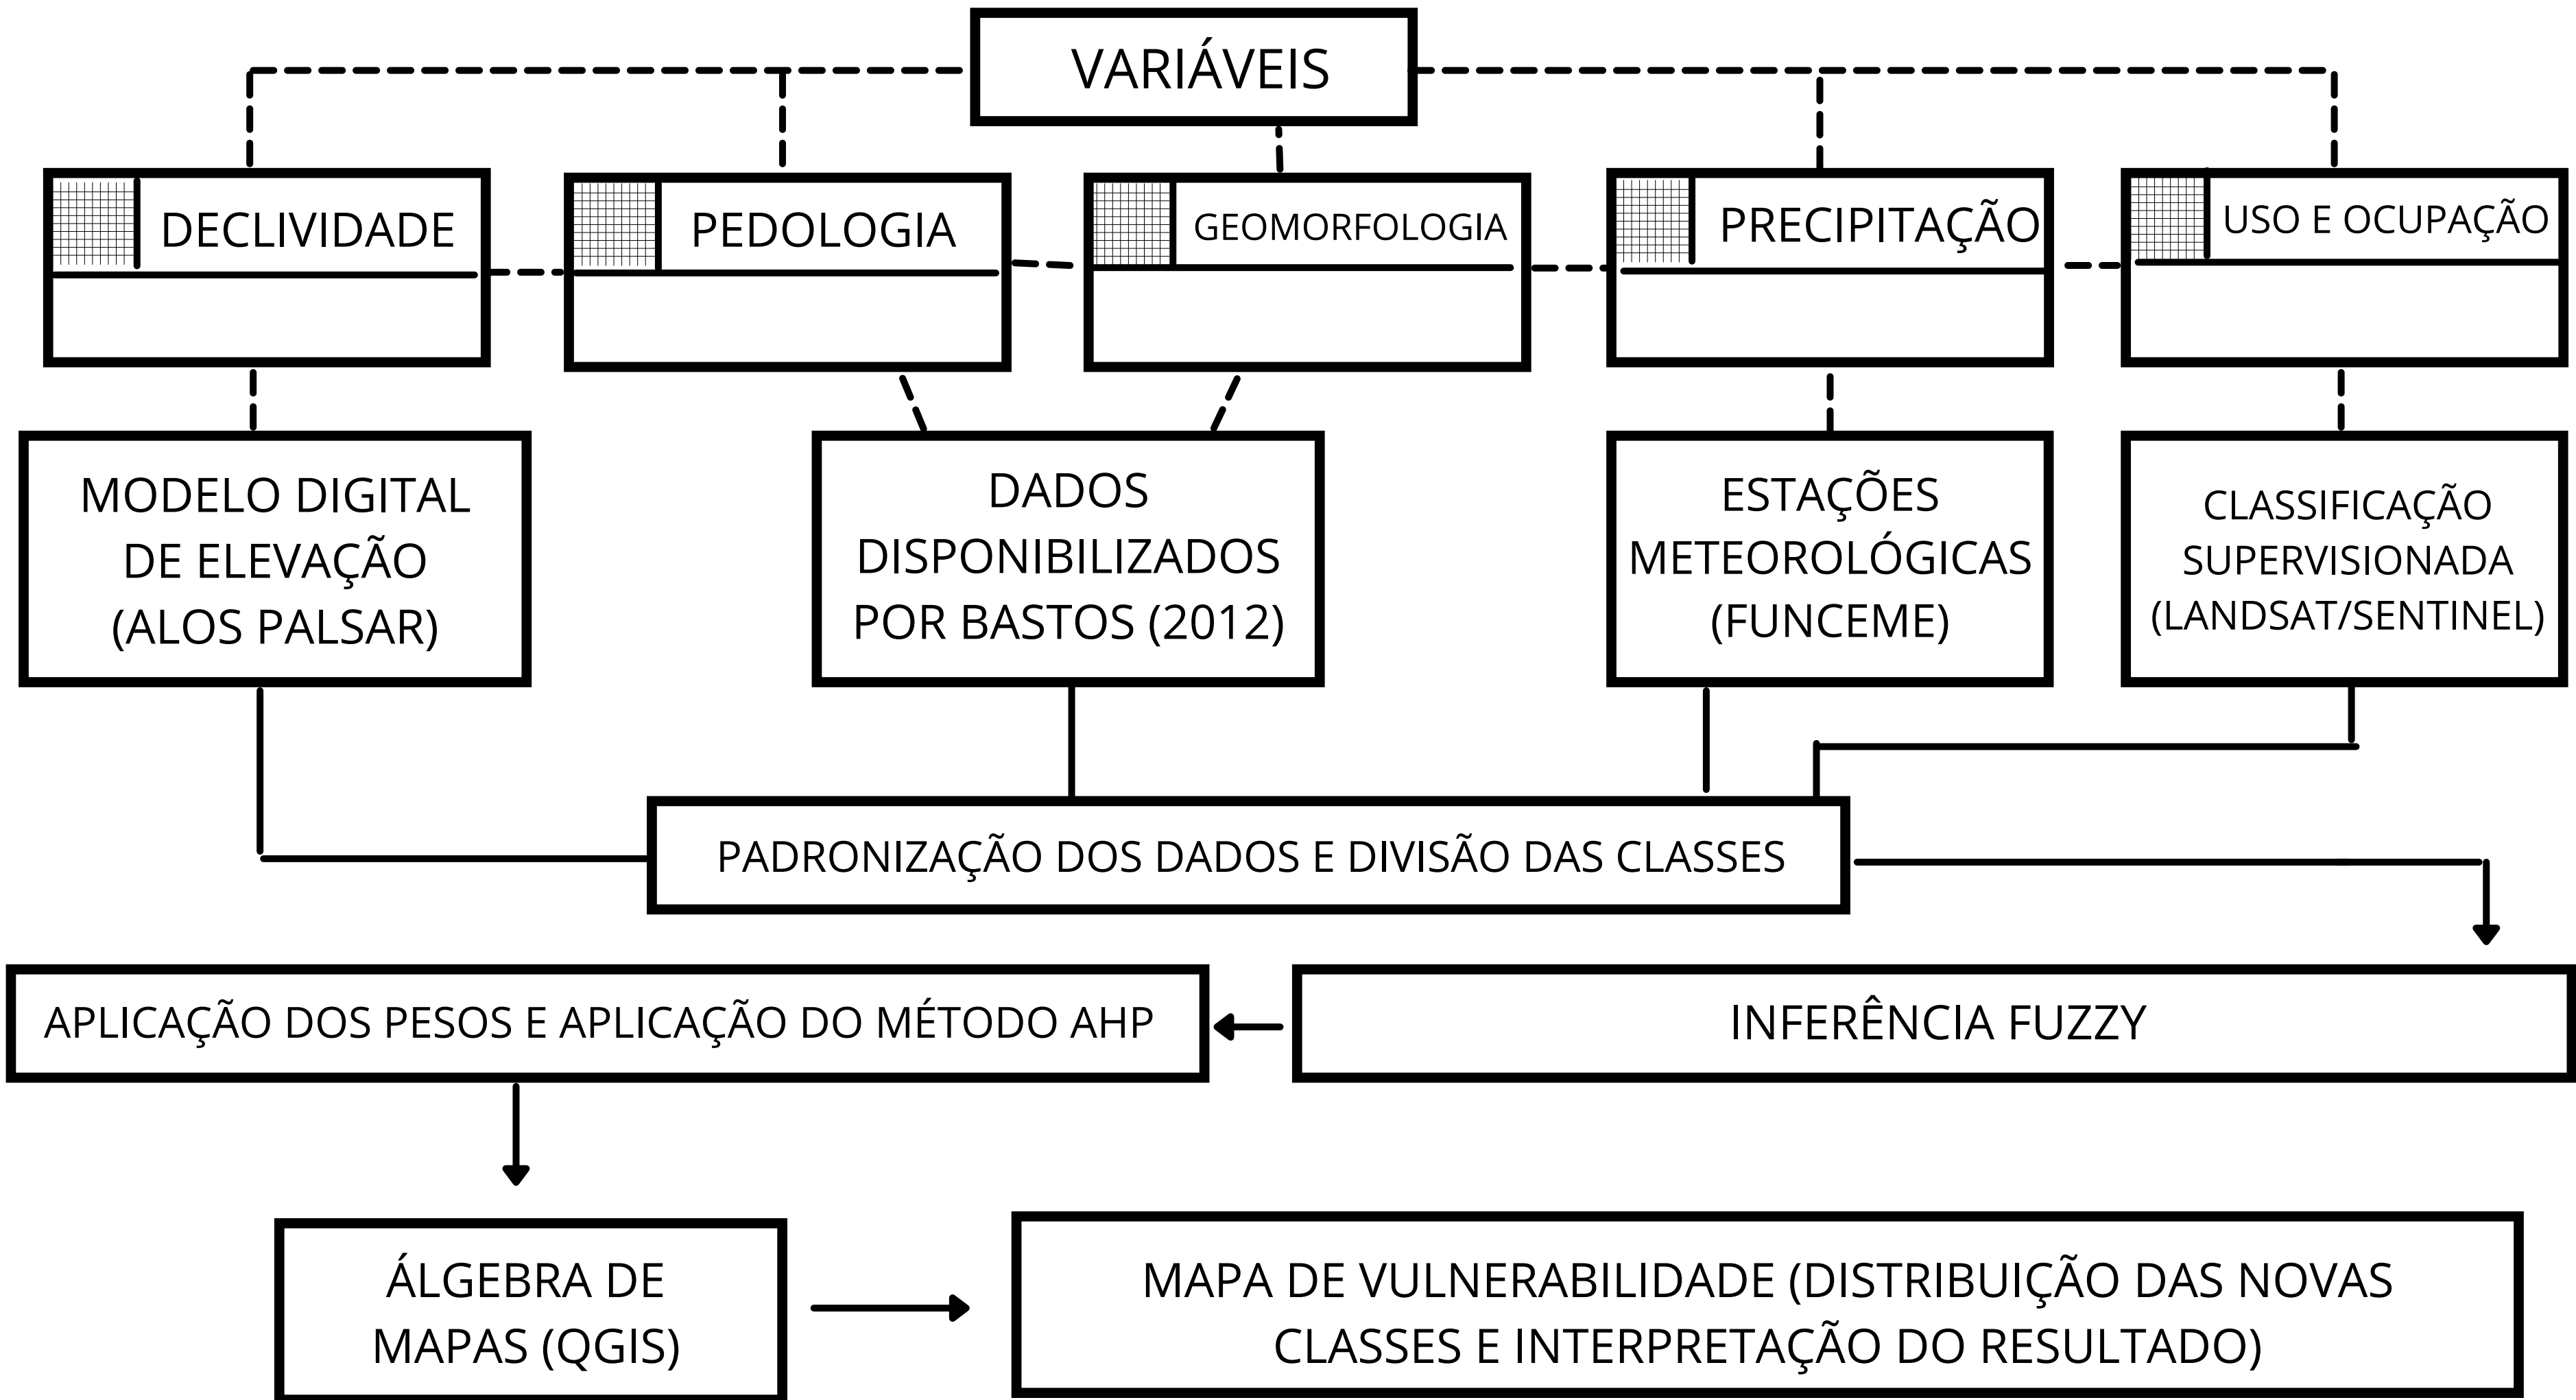 VARIÁVEIS
DECLIVIDADE
PEDOLOGIA
GEOMORFOLOGIA
PRECIPITAÇÃO
USO E OCUPAÇÃO
MODELO DIGITAL
DE ELEVAÇÃO
(ALOS PALSAR)
DADOS
DISPONIBILIZADOS
POR BASTOS (2012)
ESTAÇÕES
METEOROLÓGICAS
(FUNCEME)
CLASSIFICAÇÃO
SUPERVISIONADA
(LANDSAT/SENTINEL)
PADRONIZAÇÃO DOS DADOS E DIVISÃO DAS CLASSES
INFERÊNCIA FUZZY
APLICAÇÃO DOS PESOS E APLICAÇÃO DO MÉTODO AHP
ÁLGEBRA DE
MAPAS (QGIS)
MAPA DE VULNERABILIDADE (DISTRIBUIÇÃO DAS NOVAS
CLASSES E INTERPRETAÇÃO DO RESULTADO)